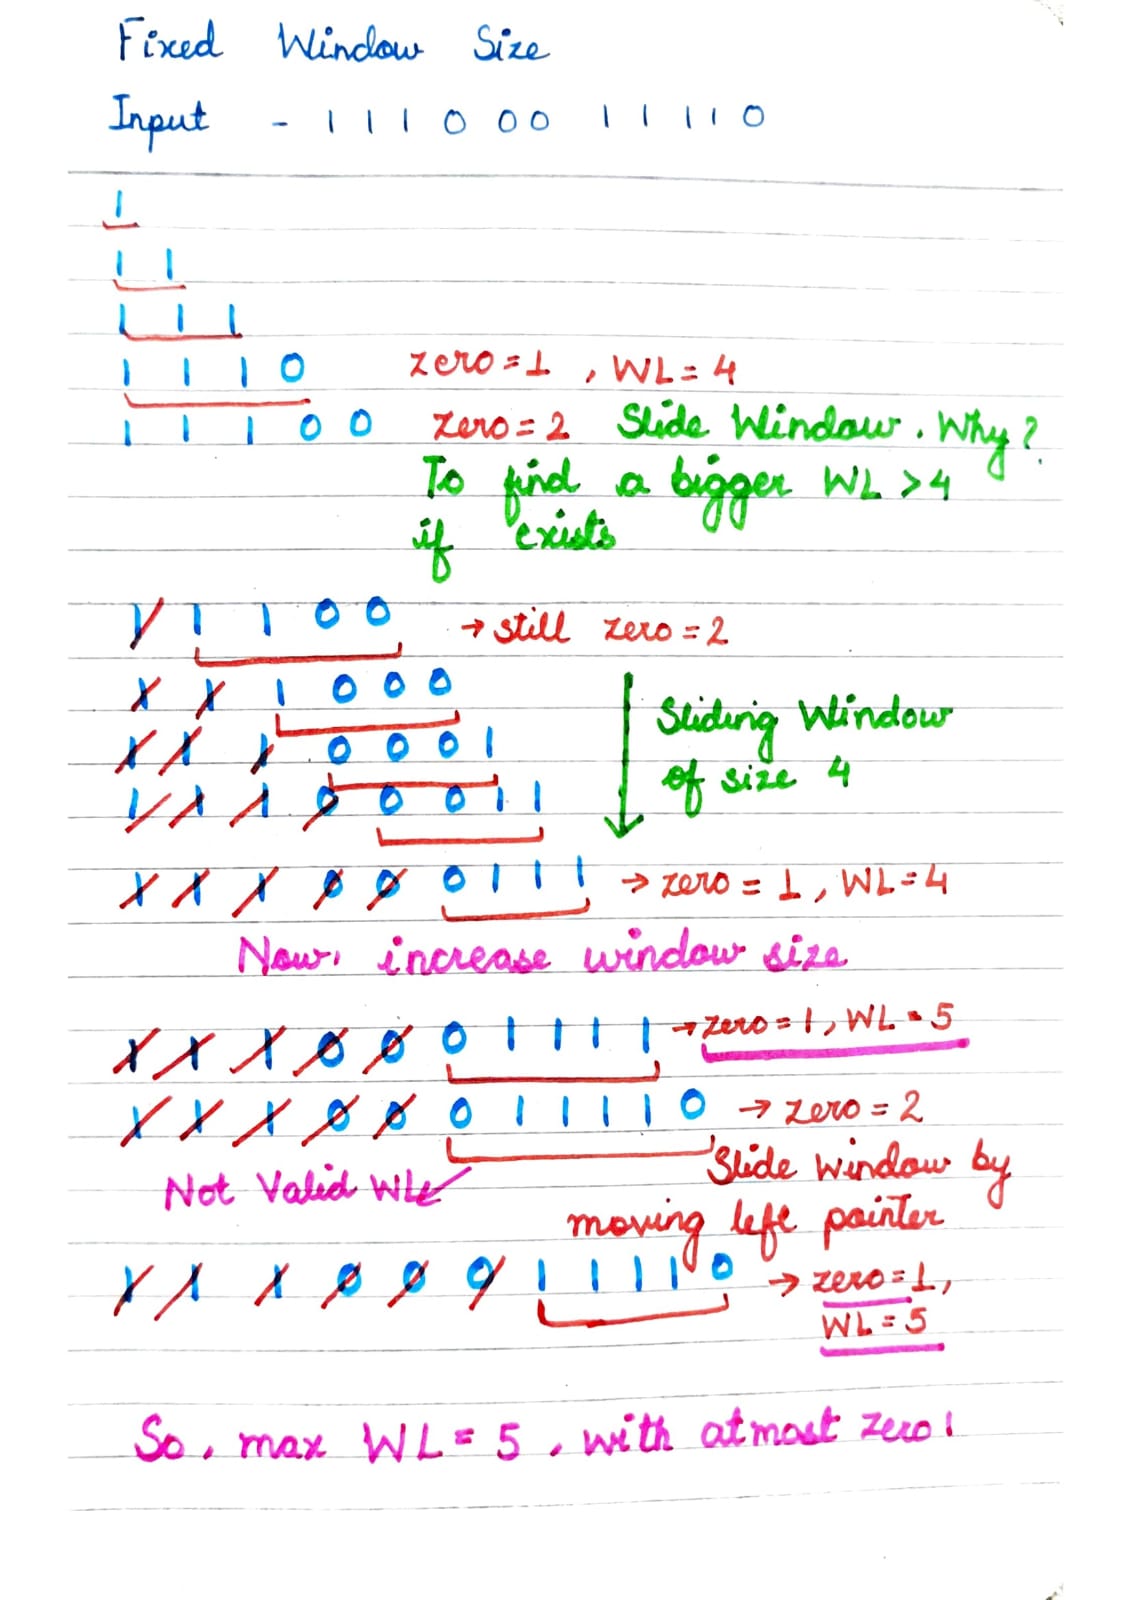 Fixed Window Size
Input - 1 1 1 0 0 0 1 1 1 1 0
1
1 1
1 1 1
1 1 1 0 zero = 1 , WL = 4
1 1 1 0 0 zero = 2 Slide Window. Why?
To find a bigger WL > 4
if exists
1 1 1 0 0 → still zero = 2
1 1 1 0 0 0
Sliding Window
1 1 1 0 0 0 1
of size 4
1 1 1 0 0 0 1 1
1 1 1 0 0 0 1 1 1 → zero = 1 , WL = 4
Now, increase window size
1 1 1 0 0 0 1 1 1 1 → zero = 1, WL = 5
1 1 1 0 0 0 1 1 1 1 0 → zero = 2
Slide window by
Not Valid WL
moving left pointer
1 1 1 0 0 0 1 1 1 1 0 → zero = 1,
WL = 5
So, max WL = 5 , with atmost zero 1